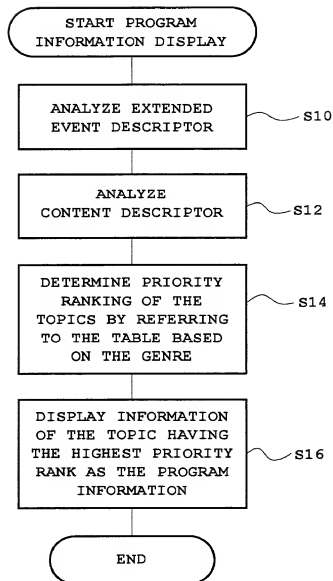 START PROGRAM
INFORMATION DISPLAY
ANALYZE EXTENDED
EVENT DESCRIPTOR
S10
ANALYZE
CONTENT DESCRIPTOR
S12
DETERMINE PRIORITY
RANKING OF THE
TOPICS BY REFERRING
TO THE TABLE BASED
ON THE GENRE
S14
DISPLAY INFORMATION
OF THE TOPIC HAVING
THE HIGHEST PRIORITY
RANK AS THE PROGRAM
INFORMATION
S16
END